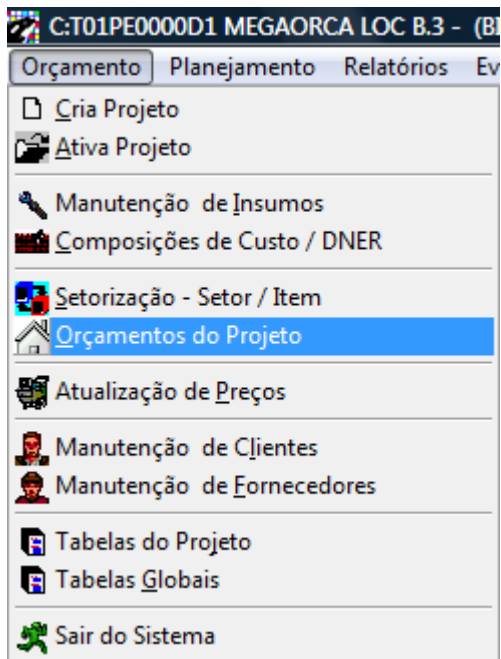 C:T01PE0000D1 MEGAORCA LOC B.3 - (BI
Orçamento Planejamento Relatórios Ev
Cria Projeto
Ativa Projeto
Manutenção de Insumos
Composições de Custo / DNER
Setorização - Setor / Item
Orçamentos do Projeto
Atualização de Preços
Manutenção de Clientes
Manutenção de Fornecedores
Tabelas do Projeto
Tabelas Globais
Sair do Sistema